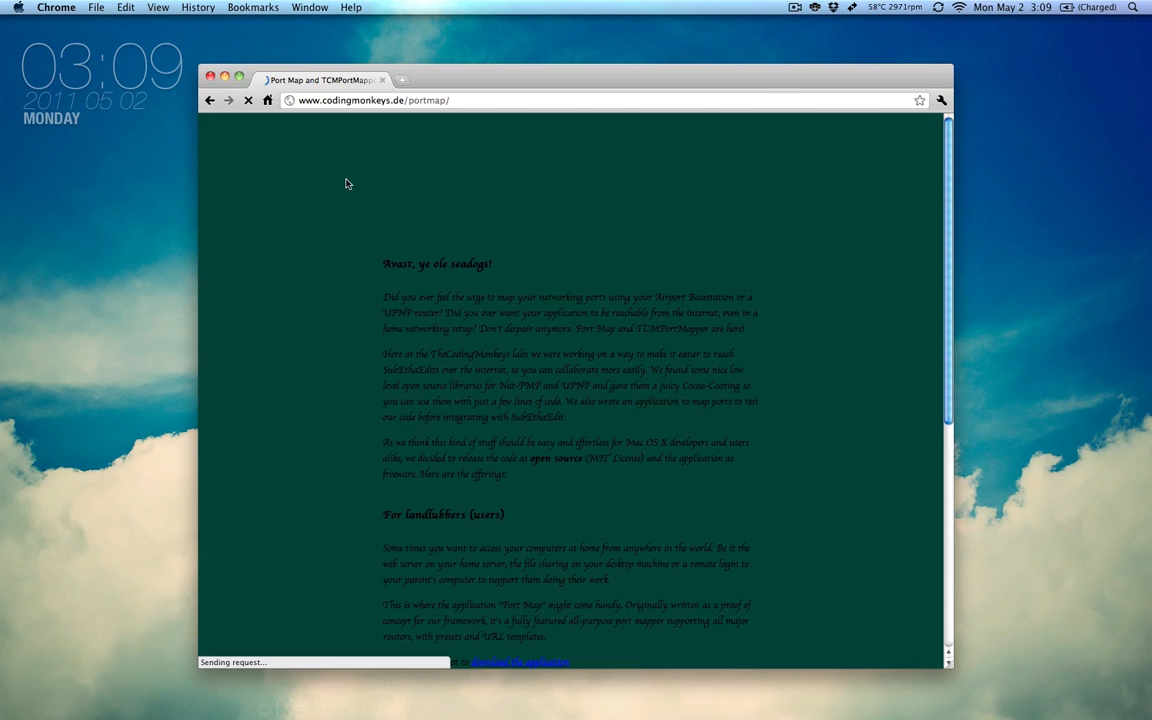 Chrome File Edit View History Bookmarks Window Help 58°C 2971rpm Mon May 2 3:09 (Charged)
03:09
2011 05 02
MONDAY
Port Map and TCMPortMappe
www.codingmonkeys.de/portmap/
Avast, ye ole seadogs!
Did you ever feel the urge to map your networking ports using your Airport Basestation or a
UPNP router? Did you ever want your application to be reachable from the internet, even in a
home networking setup? Don't despair anymore. Port Map and TCMPortMapper are here!
Here at the TheCodingMonkeys labs we were working on a way to make it easier to reach
SubEthaEdits over the internet, so you can collaborate more easily. We found some nice low
level open source libraries for Nat-PMP and UPNP and gave them a juicy Cocoa-Coating so
you can use them with just a few lines of code. We also wrote an application to map ports to test
our code before integrating with SubEthaEdit.
As we think this kind of stuff should be easy and effortless for Mac OS X developers and users
alike, we decided to release the code as open source (MIT License) and the application as
freeware. Here are the offerings:
For landlubbers (users)
Some times you want to access your computers at home from anywhere in the world. Be it the
web server on your home server, the file sharing on your desktop machine or a remote login to
your parent's computer to support them doing their work.
This is where the application "Port Map" might come handy. Originally written as a proof of
concept for our framework, it's a fully featured all-purpose port mapper supporting all major
routers, with presets and URL templates.
ot to download the application
Sending request...